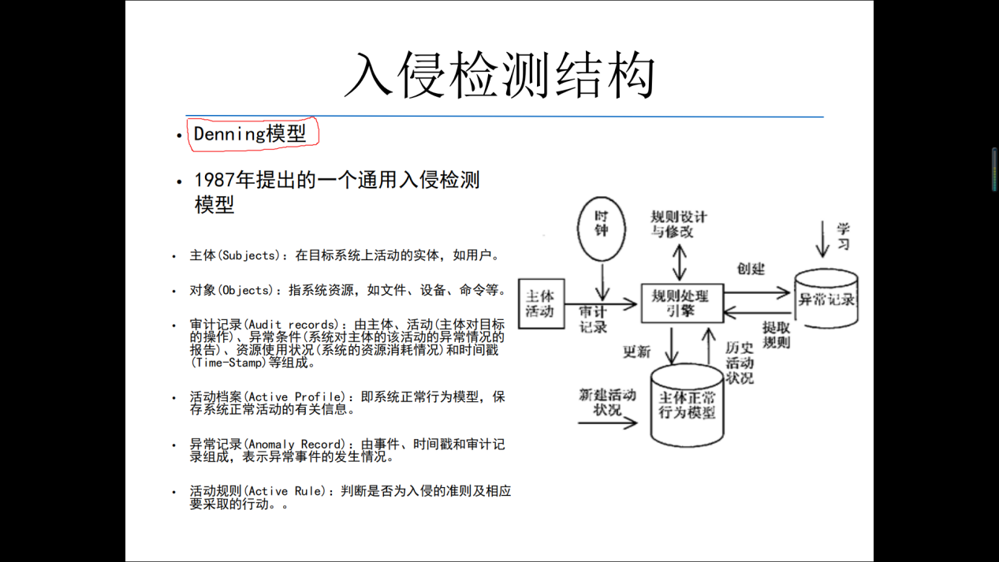 入侵检测结构
• Denning模型
• 1987年提出的一个通用入侵检测
模型
• 主体(Subjects)：在目标系统上活动的实体，如用户。
• 对象(Objects)：指系统资源，如文件、设备、命令等。
• 审计记录(Audit records)：由主体、活动(主体对目标
的操作)、异常条件(系统对主体的该活动的异常情况的
报告)、资源使用状况(系统的资源消耗情况)和时间戳
(Time-Stamp)等组成。
• 活动档案(Active Profile)：即系统正常行为模型，保
存系统正常活动的有关信息。
• 异常记录(Anomaly Record)：由事件、时间戳和审计记
录组成，表示异常事件的发生情况。
• 活动规则(Active Rule)：判断是否为入侵的准则及相应
要采取的行动。。
时
钟
规则设计
与修改
学
习
创建
主体
活动
审计
记录
规则处理
引擎
异常记录
提取
规则
更新
历史
活动
状况
新建活动
状况
主体正常
行为模型